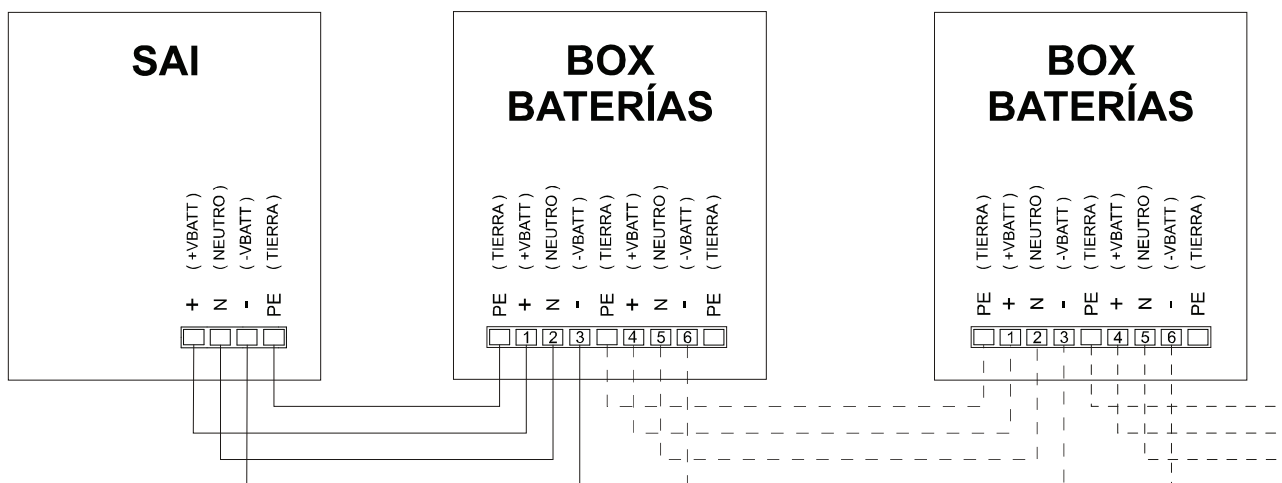 SAI
( +VBATT )
( NEUTRO )
( -VBATT )
( TIERRA )
+ N - PE
BOX
BATERÍAS
( TIERRA )
( +VBATT )
( NEUTRO )
( -VBATT )
( TIERRA )
( +VBATT )
( NEUTRO )
( -VBATT )
( TIERRA )
PE + N - PE + N - PE
1 2 3 4 5 6
BOX
BATERÍAS
( TIERRA )
( +VBATT )
( NEUTRO )
( -VBATT )
( TIERRA )
( +VBATT )
( NEUTRO )
( -VBATT )
( TIERRA )
PE + N - PE + N - PE
1 2 3 4 5 6